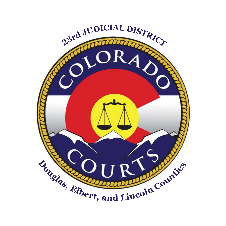 23rd JUDICIAL DISTRICT
COLORADO
COURTS
Douglas, Elbert, and Lincoln Counties